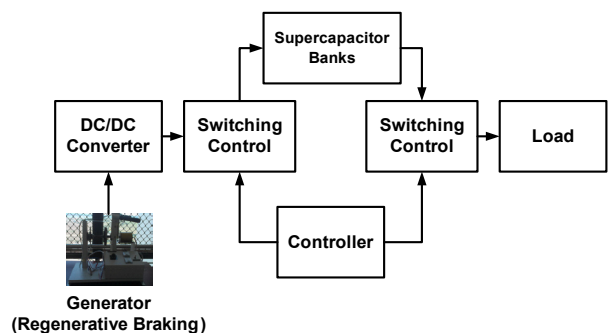 Supercapacitor
Banks
DC/DC
Converter
Switching
Control
Switching
Control
Load
Controller
Generator
(Regenerative Braking)